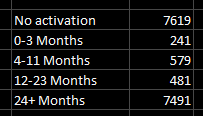 No activation 7619
0-3 Months 241
4-11 Months 579
12-23 Months 481
24+ Months 7491